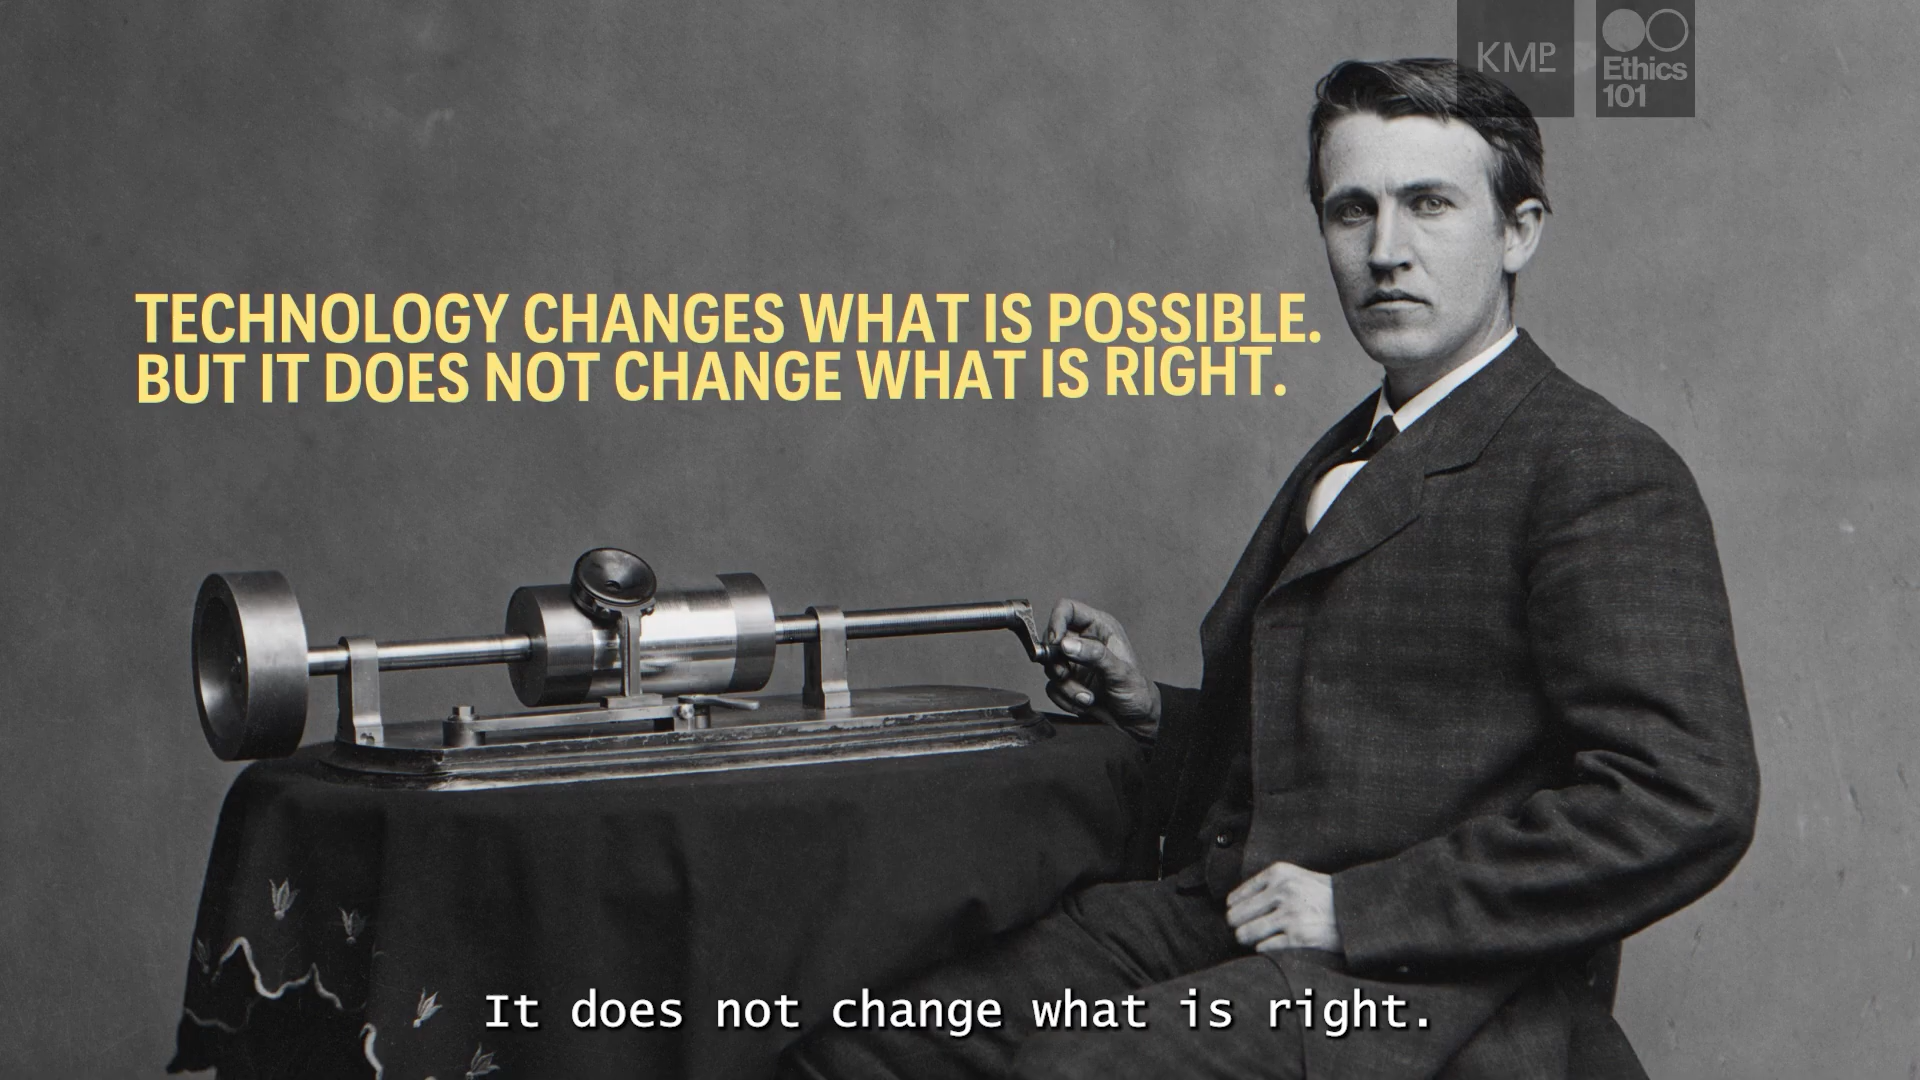 KMP
Ethics
101
TECHNOLOGY CHANGES WHAT IS POSSIBLE.
BUT IT DOES NOT CHANGE WHAT IS RIGHT.
It does not change what is right.